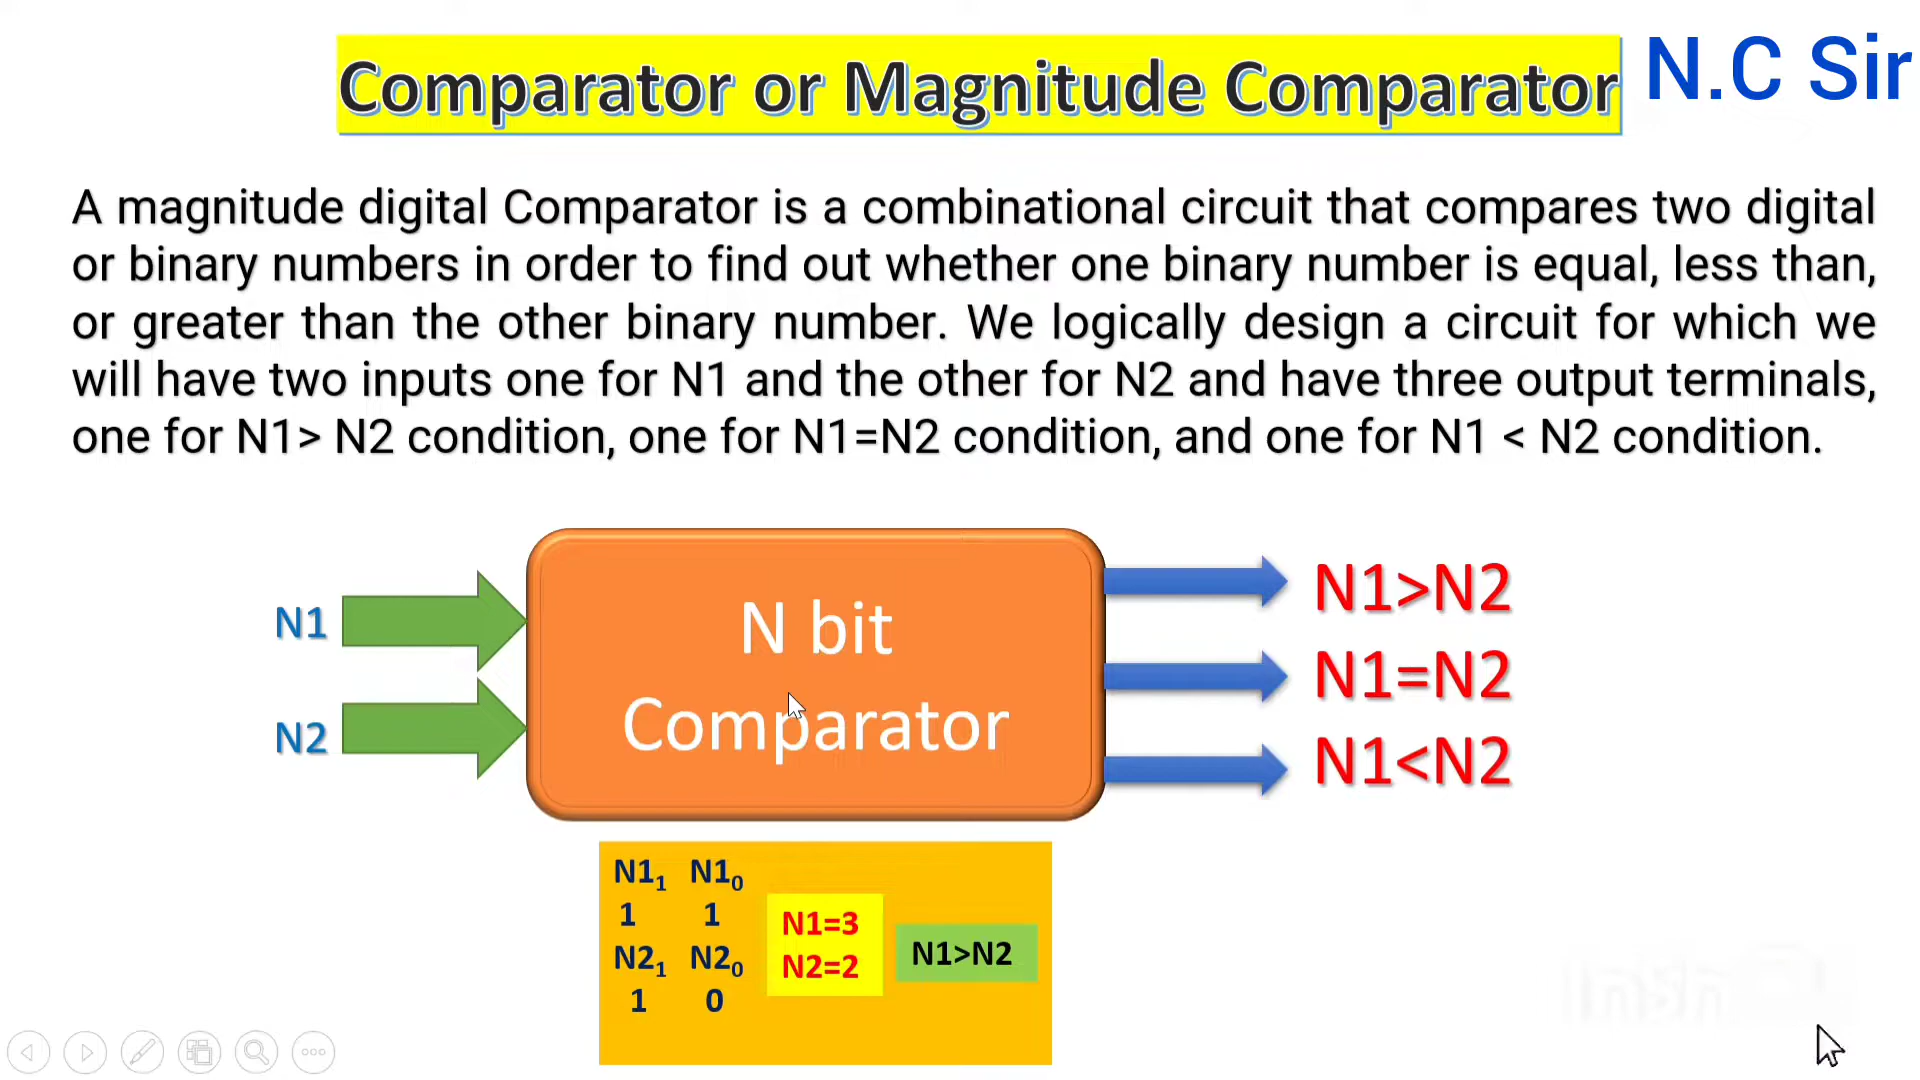 Comparator or Magnitude Comparator
N.C Sir
A magnitude digital Comparator is a combinational circuit that compares two digital
or binary numbers in order to find out whether one binary number is equal, less than,
or greater than the other binary number. We logically design a circuit for which we
will have two inputs one for N1 and the other for N2 and have three output terminals,
one for N1> N2 condition, one for N1=N2 condition, and one for N1 < N2 condition.
N1
N2
N bit
Comparator
N1>N2
N1=N2
N1<N2
N1₁ N1₀
1 1
N2₁ N2₀
1 0
N1=3
N2=2
N1>N2